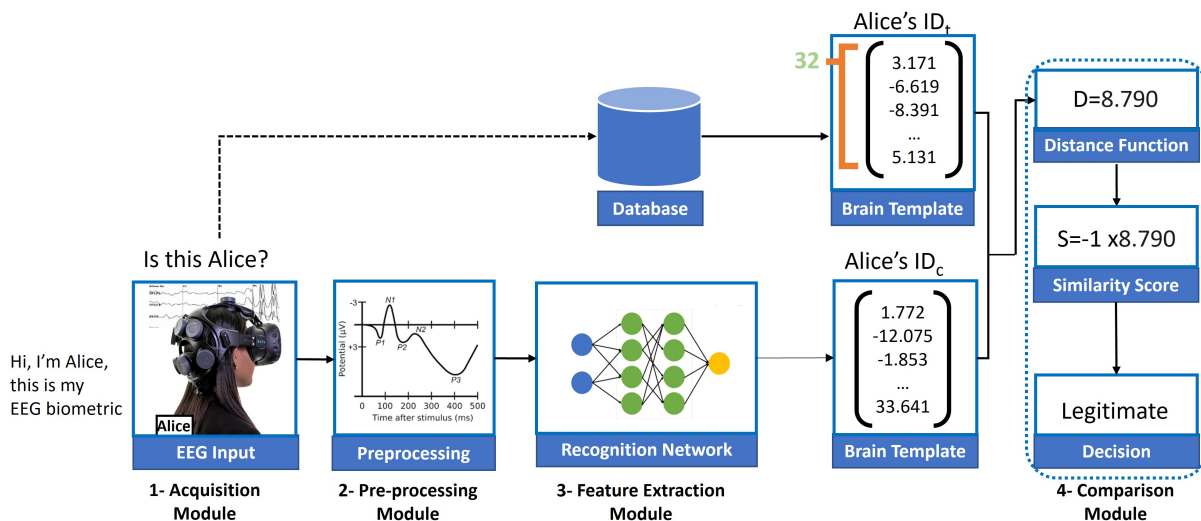 Alice's ID_t
32
3.171
-6.619
-8.391
...
5.131
Brain Template
Database
D=8.790
Distance Function
S=-1 x8.790
Similarity Score
Legitimate
Decision
4- Comparison
Module
Is this Alice?
Hi, I'm Alice,
this is my
EEG biometric
Alice
EEG Input
1- Acquisition
Module
-3
+3
Potential (µV)
N1
P1
P2
N2
P3
0 100 200 300 400 500
Time after stimulus (ms)
Preprocessing
2- Pre-processing
Module
Recognition Network
3- Feature Extraction
Module
Alice's ID_c
1.772
-12.075
-1.853
...
33.641
Brain Template